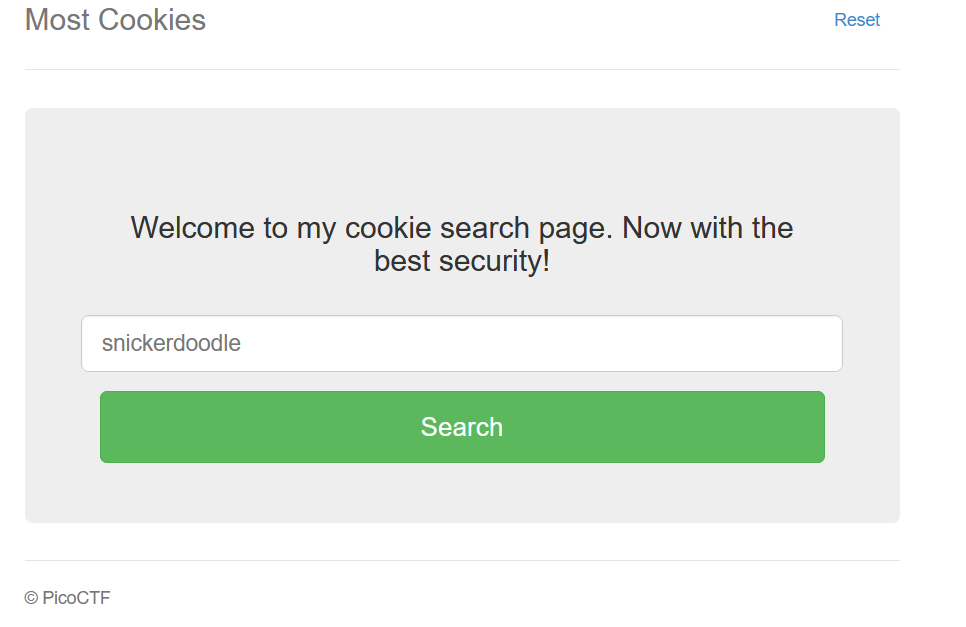 Most Cookies
Reset
Welcome to my cookie search page. Now with the
best security!
snickerdoodle
Search
© PicoCTF